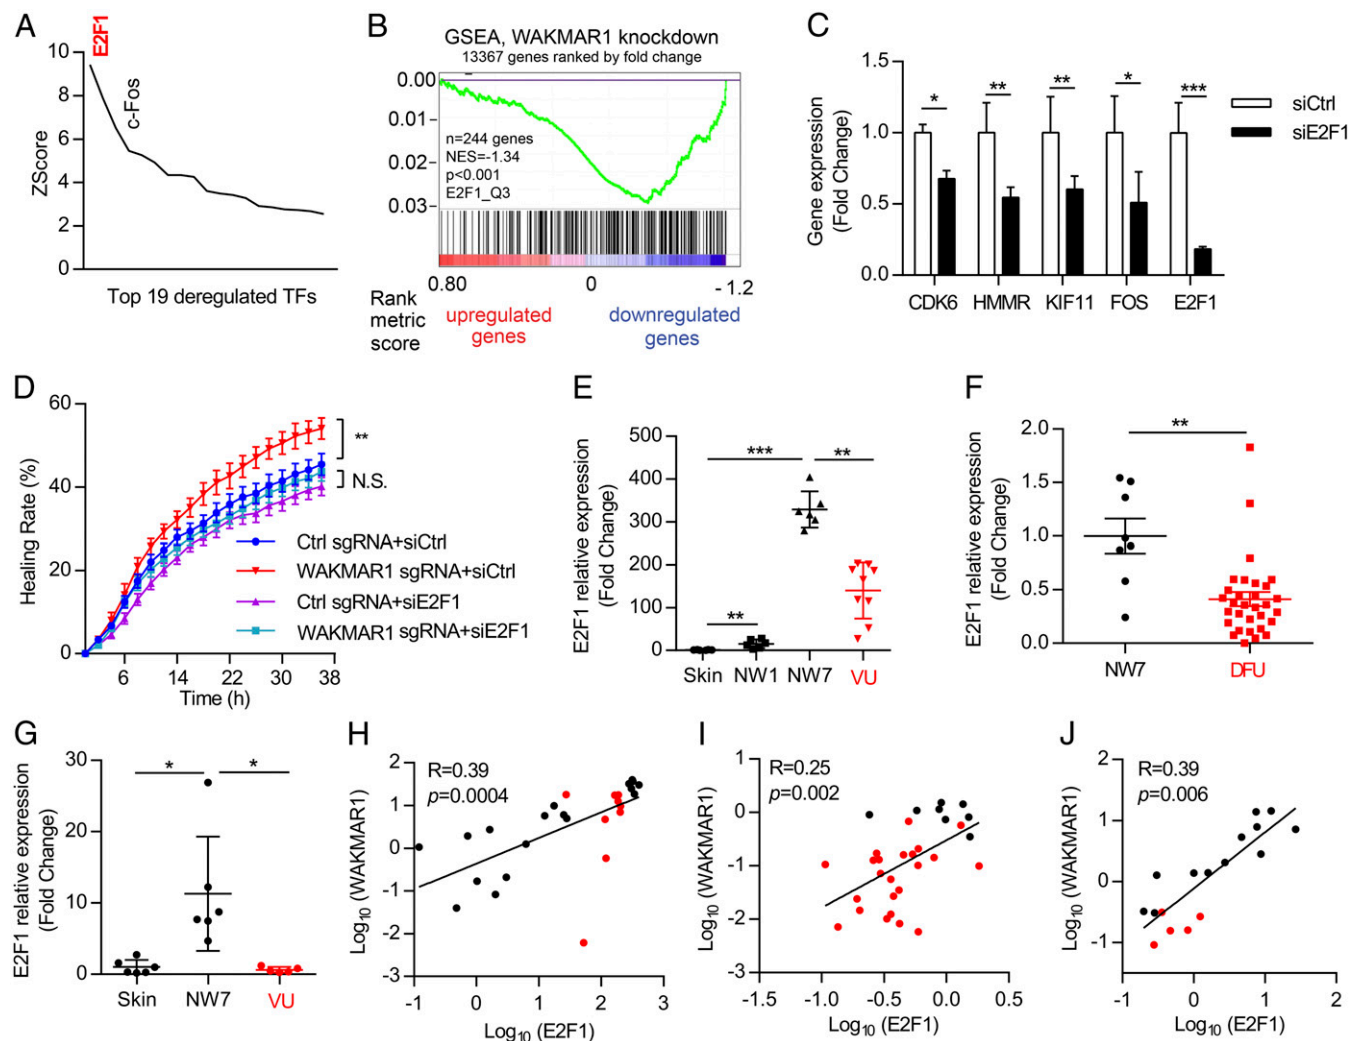 A
E2F1
c-Fos
10
8
6
4
2
0
ZScore
Top 19 deregulated TFs
B
GSEA, WAKMAR1 knockdown
13367 genes ranked by fold change
0.00
0.01
0.02
0.03
n=244 genes
NES=-1.34
p<0.001
E2F1_Q3
0.80 0 -1.2
Rank
metric
score
upregulated
genes
downregulated
genes
C
Gene expression
(Fold Change)
1.5
1.0
0.5
0.0
* ** ** * ***
CDK6 HMMR KIF11 FOS E2F1
siCtrl
siE2F1
D
Healing Rate (%)
60
40
20
0
**
N.S.
Ctrl sgRNA+siCtrl
WAKMAR1 sgRNA+siCtrl
Ctrl sgRNA+siE2F1
WAKMAR1 sgRNA+siE2F1
6 14 22 30 38
Time (h)
E
E2F1 relative expression
(Fold Change)
500
400
300
200
100
0
*** **
**
Skin NW1 NW7 VU
F
E2F1 relative expression
(Fold Change)
2.0
1.5
1.0
0.5
0.0
**
NW7 DFU
G
E2F1 relative expression
(Fold Change)
30
20
10
0
* *
Skin NW7 VU
H
R=0.39
p=0.0004
Log10 (WAKMAR1)
2
1
0
-1
-2
-3
-1 0 1 2 3
Log10 (E2F1)
I
R=0.25
p=0.002
Log10 (WAKMAR1)
1
0
-1
-2
-3
-1.5 -1.0 -0.5 0.0 0.5
Log10 (E2F1)
J
R=0.39
p=0.006
Log10 (WAKMAR1)
2
1
0
-1
-1 0 1 2
Log10 (E2F1)